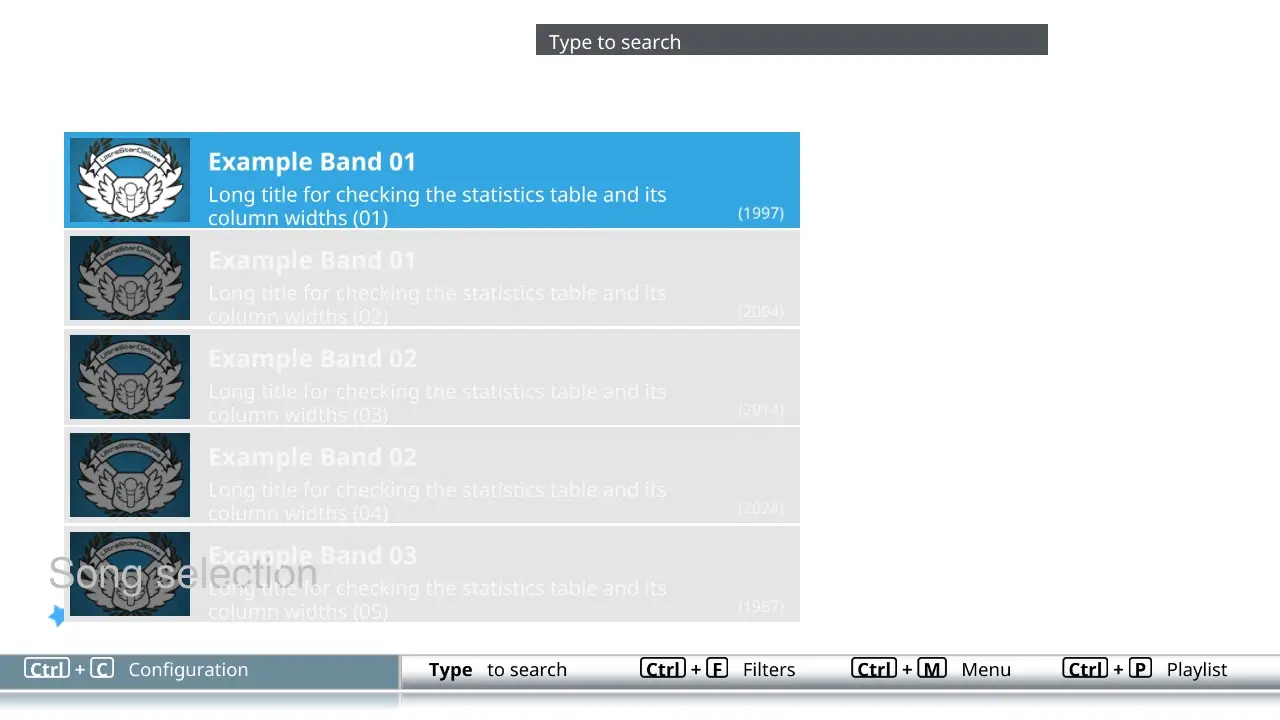 Type to search
UltraStarDeluxe
Example Band 01
Long title for checking the statistics table and its
column widths (01)
(1997)
UltraStarDeluxe
Example Band 01
Long title for checking the statistics table and its
column widths (02)
(2004)
UltraStarDeluxe
Example Band 02
Long title for checking the statistics table and its
column widths (03)
(2014)
UltraStarDeluxe
Example Band 02
Long title for checking the statistics table and its
column widths (04)
(2024)
UltraStarDeluxe
Example Band 03
Song selection
Long title for checking the statistics table and its
column widths (05)
(1987)
Ctrl + C Configuration
Type to search
Ctrl + F Filters
Ctrl + M Menu
Ctrl + P Playlist